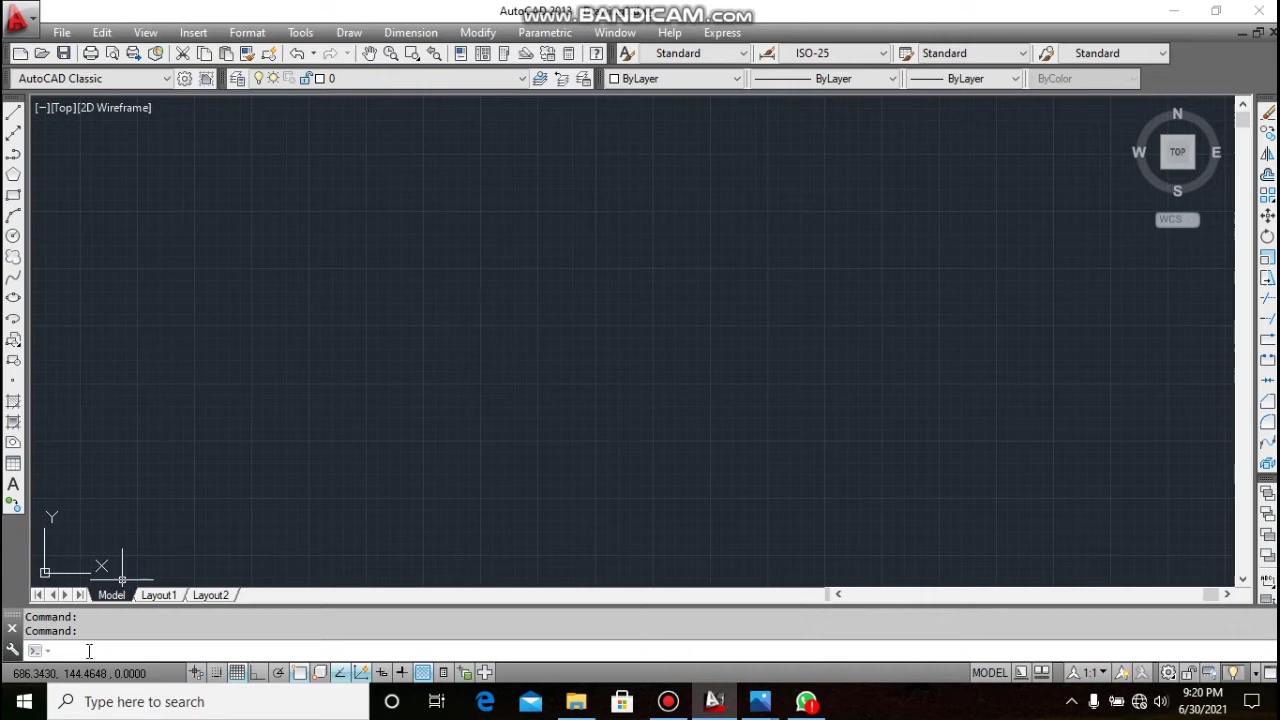 AutoCAD 2013
www.BANDICAM.com
File Edit View Insert Format Tools Draw Dimension Modify Parametric Window Help Express
Standard ISO-25 Standard Standard
AutoCAD Classic 0 ByLayer ByLayer ByLayer ByColor
[−][Top][2D Wireframe]
N
W TOP E
S
WCS
A
Y
X
Model Layout1 Layout2
Command:
Command:
686.3430, 144.4648, 0.0000 MODEL 1:1
Type here to search
9:20 PM
6/30/2021